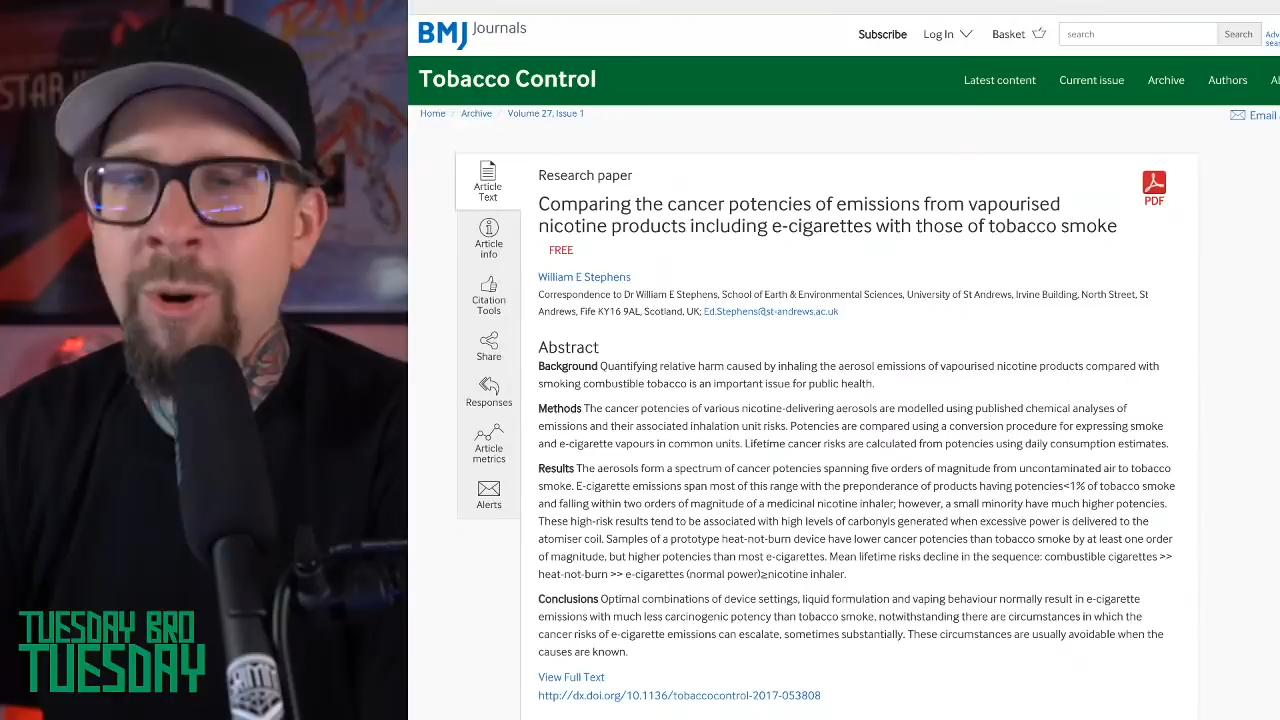 STAR
BMJ Journals
Subscribe
Log In
Basket
search
Search
Tobacco Control
Latest content
Current issue
Archive
Authors
Home / Archive / Volume 27, Issue 1
Email
Article
Text
Article
info
Citation
Tools
Share
Responses
Article
metrics
Alerts
Research paper
PDF
Comparing the cancer potencies of emissions from vapourised
nicotine products including e-cigarettes with those of tobacco smoke
FREE
William E Stephens
Correspondence to Dr William E Stephens, School of Earth & Environmental Sciences, University of St Andrews, Irvine Building, North Street, St
Andrews, Fife KY16 9AL, Scotland, UK; Ed.Stephens@st-andrews.ac.uk
Abstract
Background Quantifying relative harm caused by inhaling the aerosol emissions of vapourised nicotine products compared with
smoking combustible tobacco is an important issue for public health.
Methods The cancer potencies of various nicotine-delivering aerosols are modelled using published chemical analyses of
emissions and their associated inhalation unit risks. Potencies are compared using a conversion procedure for expressing smoke
and e-cigarette vapours in common units. Lifetime cancer risks are calculated from potencies using daily consumption estimates.
Results The aerosols form a spectrum of cancer potencies spanning five orders of magnitude from uncontaminated air to tobacco
smoke. E-cigarette emissions span most of this range with the preponderance of products having potencies<1% of tobacco smoke
and falling within two orders of magnitude of a medicinal nicotine inhaler; however, a small minority have much higher potencies.
These high-risk results tend to be associated with high levels of carbonyls generated when excessive power is delivered to the
atomiser coil. Samples of a prototype heat-not-burn device have lower cancer potencies than tobacco smoke by at least one order
of magnitude, but higher potencies than most e-cigarettes. Mean lifetime risks decline in the sequence: combustible cigarettes >>
heat-not-burn >> e-cigarettes (normal power)≥nicotine inhaler.
Conclusions Optimal combinations of device settings, liquid formulation and vaping behaviour normally result in e-cigarette
emissions with much less carcinogenic potency than tobacco smoke, notwithstanding there are circumstances in which the
cancer risks of e-cigarette emissions can escalate, sometimes substantially. These circumstances are usually avoidable when the
causes are known.
View Full Text
http://dx.doi.org/10.1136/tobaccocontrol-2017-053808
TUESDAY BRO
TUESDAY